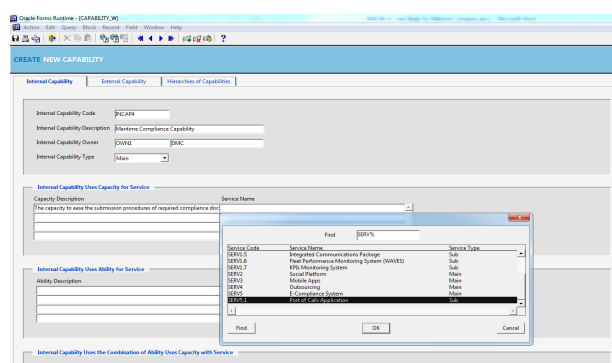 Oracle Forms Runtime - [CAPABILITY_W]
Action Edit Query Block Record Field Window Help
CREATE NEW CAPABILITY
Internal Capability External Capability Hierarchies of Capabilities
Internal Capability Code INCAP4
Internal Capability Description Maritime Compliance Capability
Internal Capability Owner OWN1 DMC
Internal Capability Type Main
Internal Capability Uses Capacity for Service
Capacity Description Service Name
The capacity to ease the submission procedures of required compliance doc
Find SERV%
Service Code Service Name Service Type
SERV1.5 Integrated Communications Package Sub
SERV1.6 Fleet Performance Monitoring System (WAVES) Sub
SERV1.7 KPIs Monitoring System Sub
SERV2 Social Platform Main
SERV3 Mobile Apps Main
SERV4 Outsourcing Main
SERV5 E-Compliance System Main
SERV5.1 Port of Calls Application Sub
Find OK Cancel
Internal Capability Uses Ability for Service
Ability Description
Internal Capability Uses the Combination of Ability Uses Capacity with Service